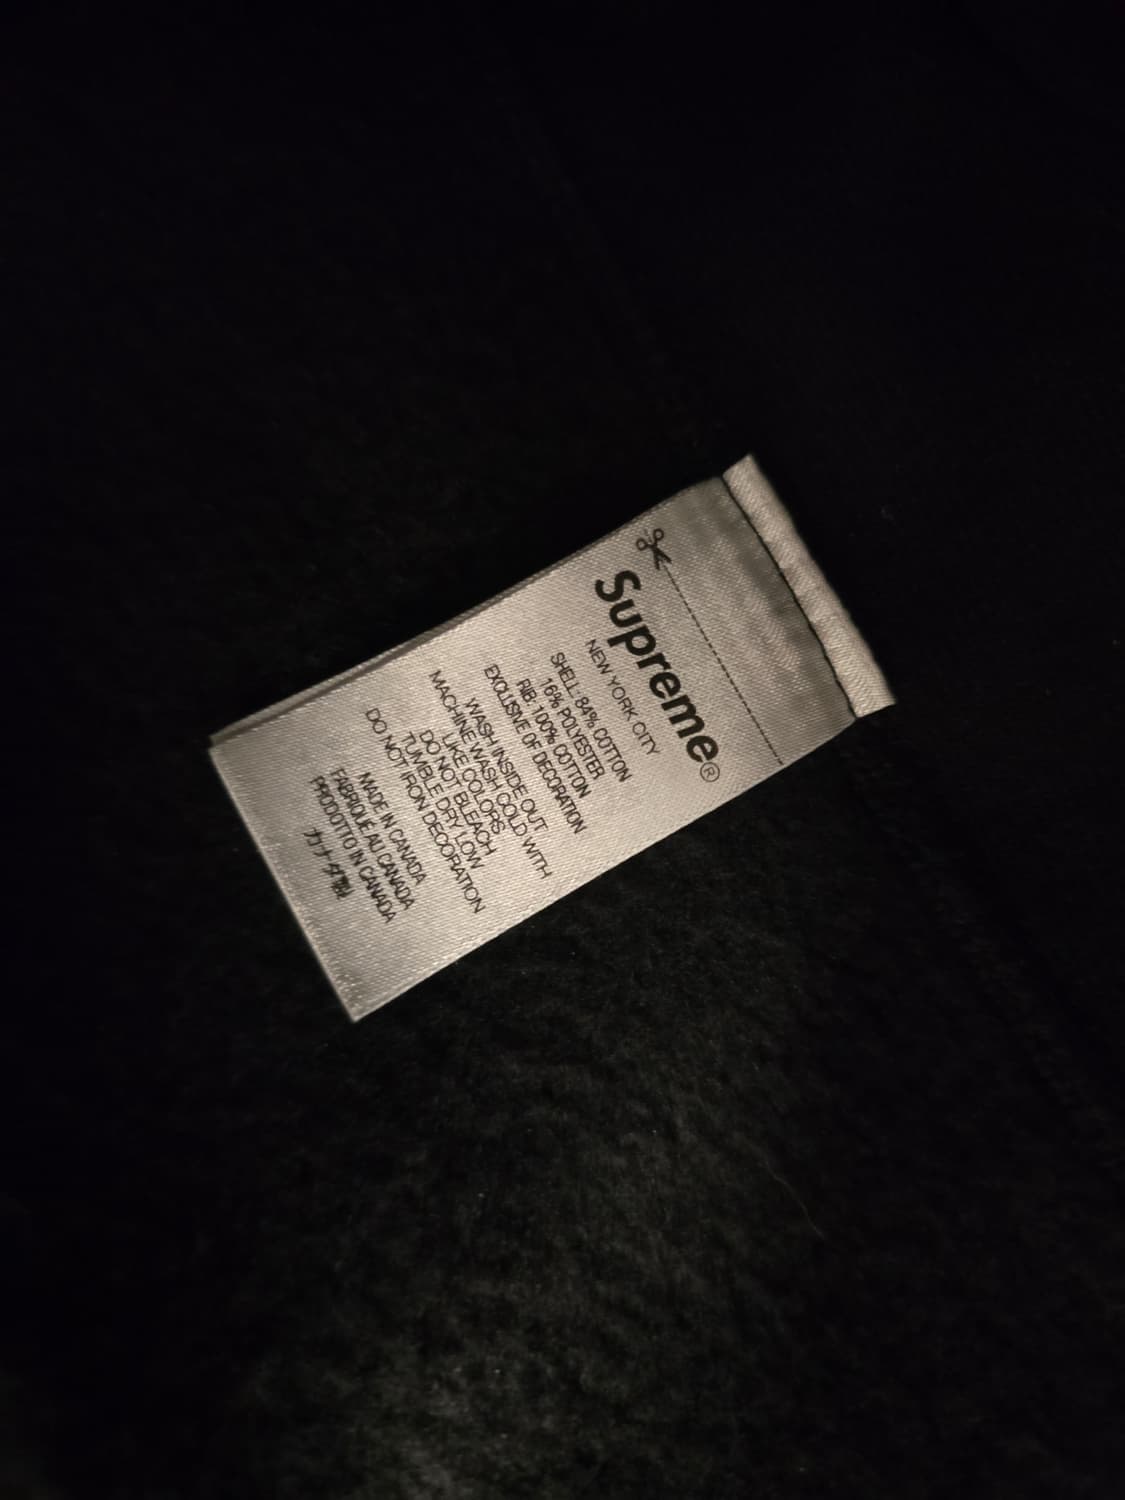 Supreme®
NEW YORK CITY
SHELL: 84% COTTON
16% POLYESTER
RIB: 100% COTTON
EXCLUSIVE OF DECORATION
WASH INSIDE OUT
MACHINE WASH COLD WITH
LIKE COLORS
DO NOT BLEACH
TUMBLE DRY LOW
DO NOT IRON DECORATION
MADE IN CANADA
FABRIQUÉ AU CANADA
PRODOTTO IN CANADA
カナダ製